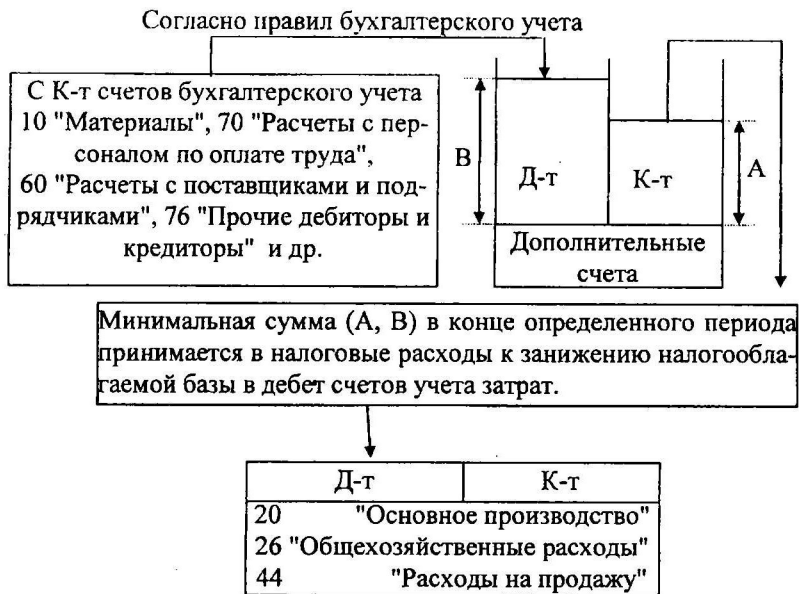 Согласно правил бухгалтерского учета
С К-т счетов бухгалтерского учета
10 "Материалы", 70 "Расчеты с пер-
соналом по оплате труда",
60 "Расчеты с поставщиками и под-
рядчиками", 76 "Прочие дебиторы и
кредиторы" и др.
В
Д-т
К-т
А
Дополнительные
счета
Минимальная сумма (А, В) в конце определенного периода
принимается в налоговые расходы к занижению налогообла-
гаемой базы в дебет счетов учета затрат.
Д-т К-т
20 "Основное производство"
26 "Общехозяйственные расходы"
44 "Расходы на продажу"